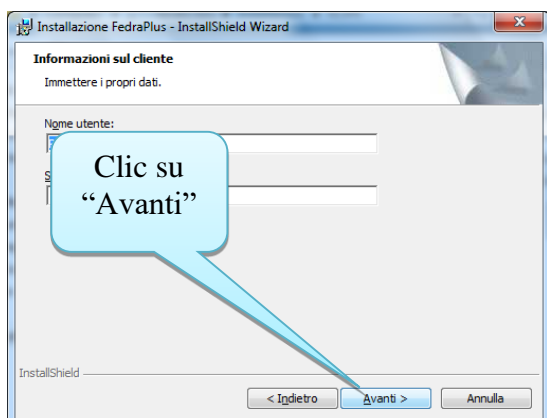 Installazione FedraPlus - InstallShield Wizard
Informazioni sul cliente
Immettere i propri dati.
Nome utente:
Clic su
“Avanti”
InstallShield
< Indietro
Avanti >
Annulla